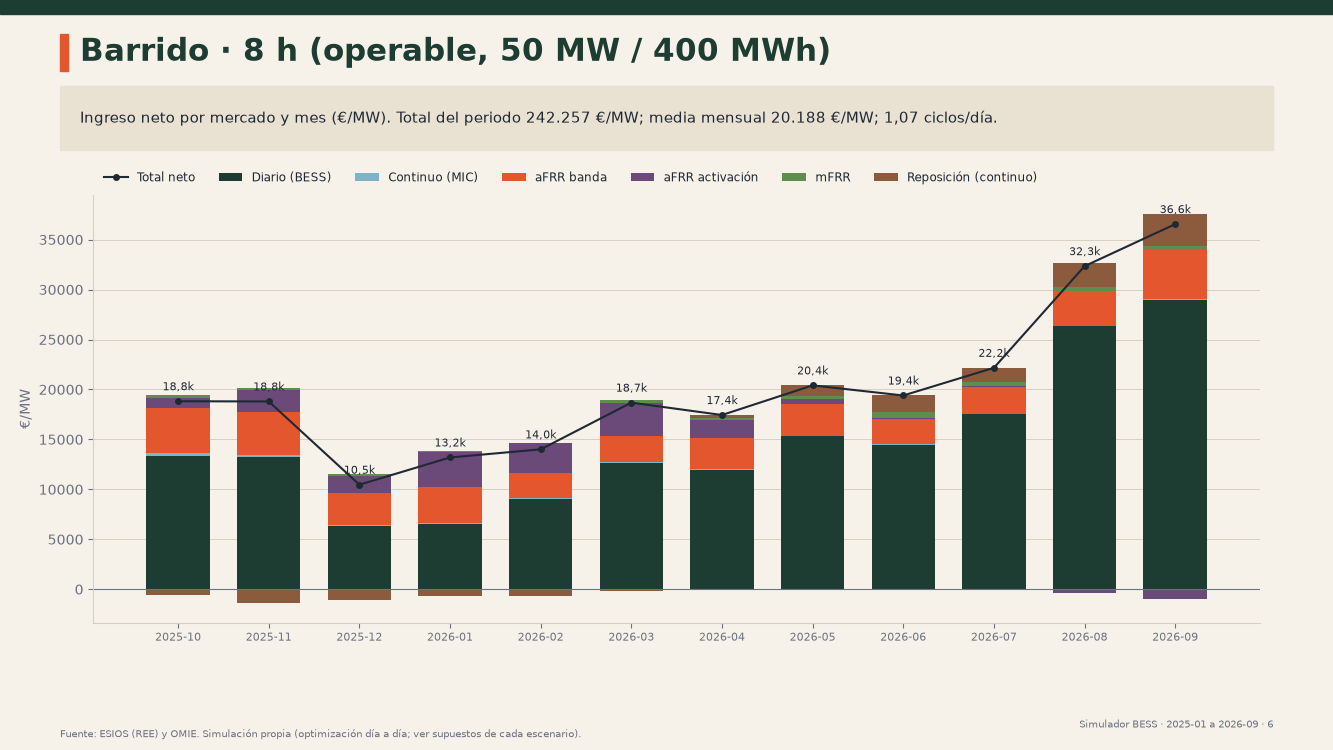 Barrido · 8 h (operable, 50 MW / 400 MWh)
Ingreso neto por mercado y mes (€/MW). Total del periodo 242.257 €/MW; media mensual 20.188 €/MW; 1,07 ciclos/día.
Total neto Diario (BESS) Continuo (MIC) aFRR banda aFRR activación mFRR Reposición (continuo)
€/MW
35000
30000
25000
20000
15000
10000
5000
0
18,8k 18,8k 10,5k 13,2k 14,0k 18,7k 17,4k 20,4k 19,4k 22,2k 32,3k 36,6k
2025-10 2025-11 2025-12 2026-01 2026-02 2026-03 2026-04 2026-05 2026-06 2026-07 2026-08 2026-09
Simulador BESS · 2025-01 a 2026-09 · 6
Fuente: ESIOS (REE) y OMIE. Simulación propia (optimización día a día; ver supuestos de cada escenario).